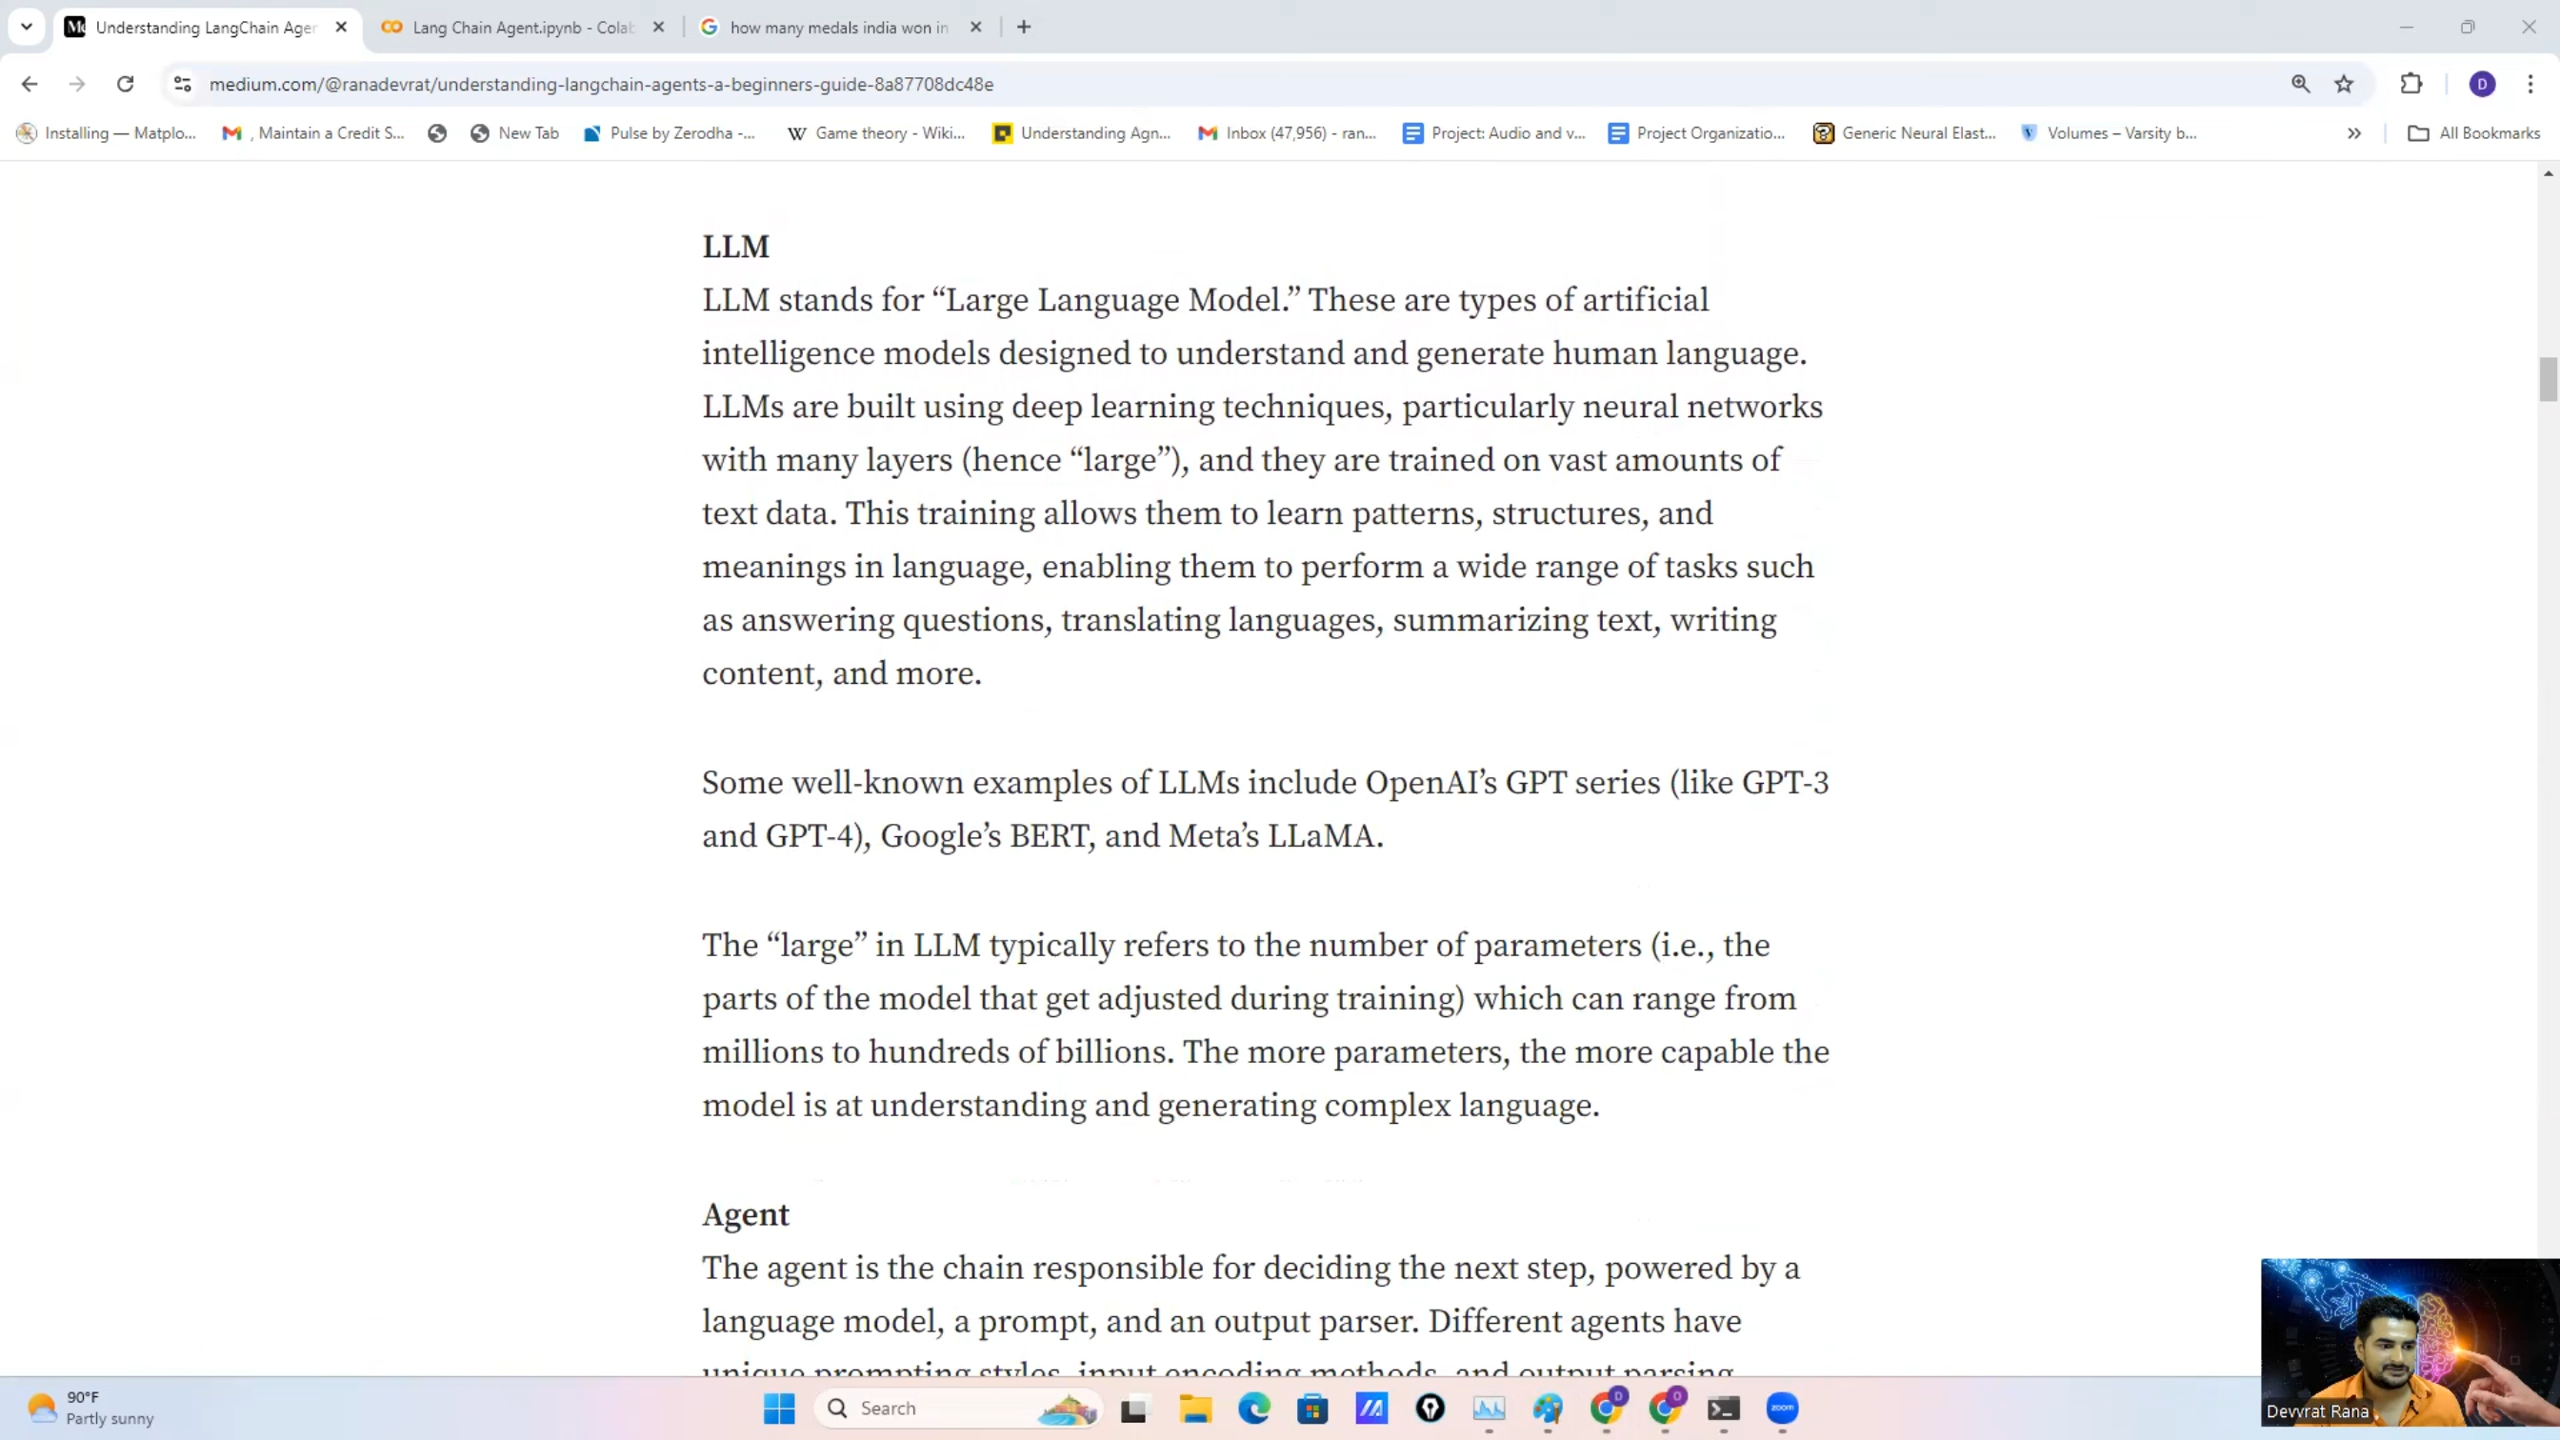 Understanding LangChain Agen
Lang Chain Agent.ipynb - Colab
how many medals india won in
medium.com/@ranadevrat/understanding-langchain-agents-a-beginners-guide-8a87708dc48e
D
Installing — Matplo...
, Maintain a Credit S...
New Tab
Pulse by Zerodha -...
W Game theory - Wiki...
Understanding Agn...
Inbox (47,956) - ran...
Project: Audio and v...
Project Organizatio...
Generic Neural Elast...
Volumes – Varsity b...
All Bookmarks
LLM
LLM stands for “Large Language Model.” These are types of artificial
intelligence models designed to understand and generate human language.
LLMs are built using deep learning techniques, particularly neural networks
with many layers (hence “large”), and they are trained on vast amounts of
text data. This training allows them to learn patterns, structures, and
meanings in language, enabling them to perform a wide range of tasks such
as answering questions, translating languages, summarizing text, writing
content, and more.
Some well-known examples of LLMs include OpenAI’s GPT series (like GPT-3
and GPT-4), Google’s BERT, and Meta’s LLaMA.
The “large” in LLM typically refers to the number of parameters (i.e., the
parts of the model that get adjusted during training) which can range from
millions to hundreds of billions. The more parameters, the more capable the
model is at understanding and generating complex language.
Agent
The agent is the chain responsible for deciding the next step, powered by a
language model, a prompt, and an output parser. Different agents have
unique prompting styles, input encoding methods, and output parsing
Devvrat Rana
90°F
Partly sunny
Search
zoom